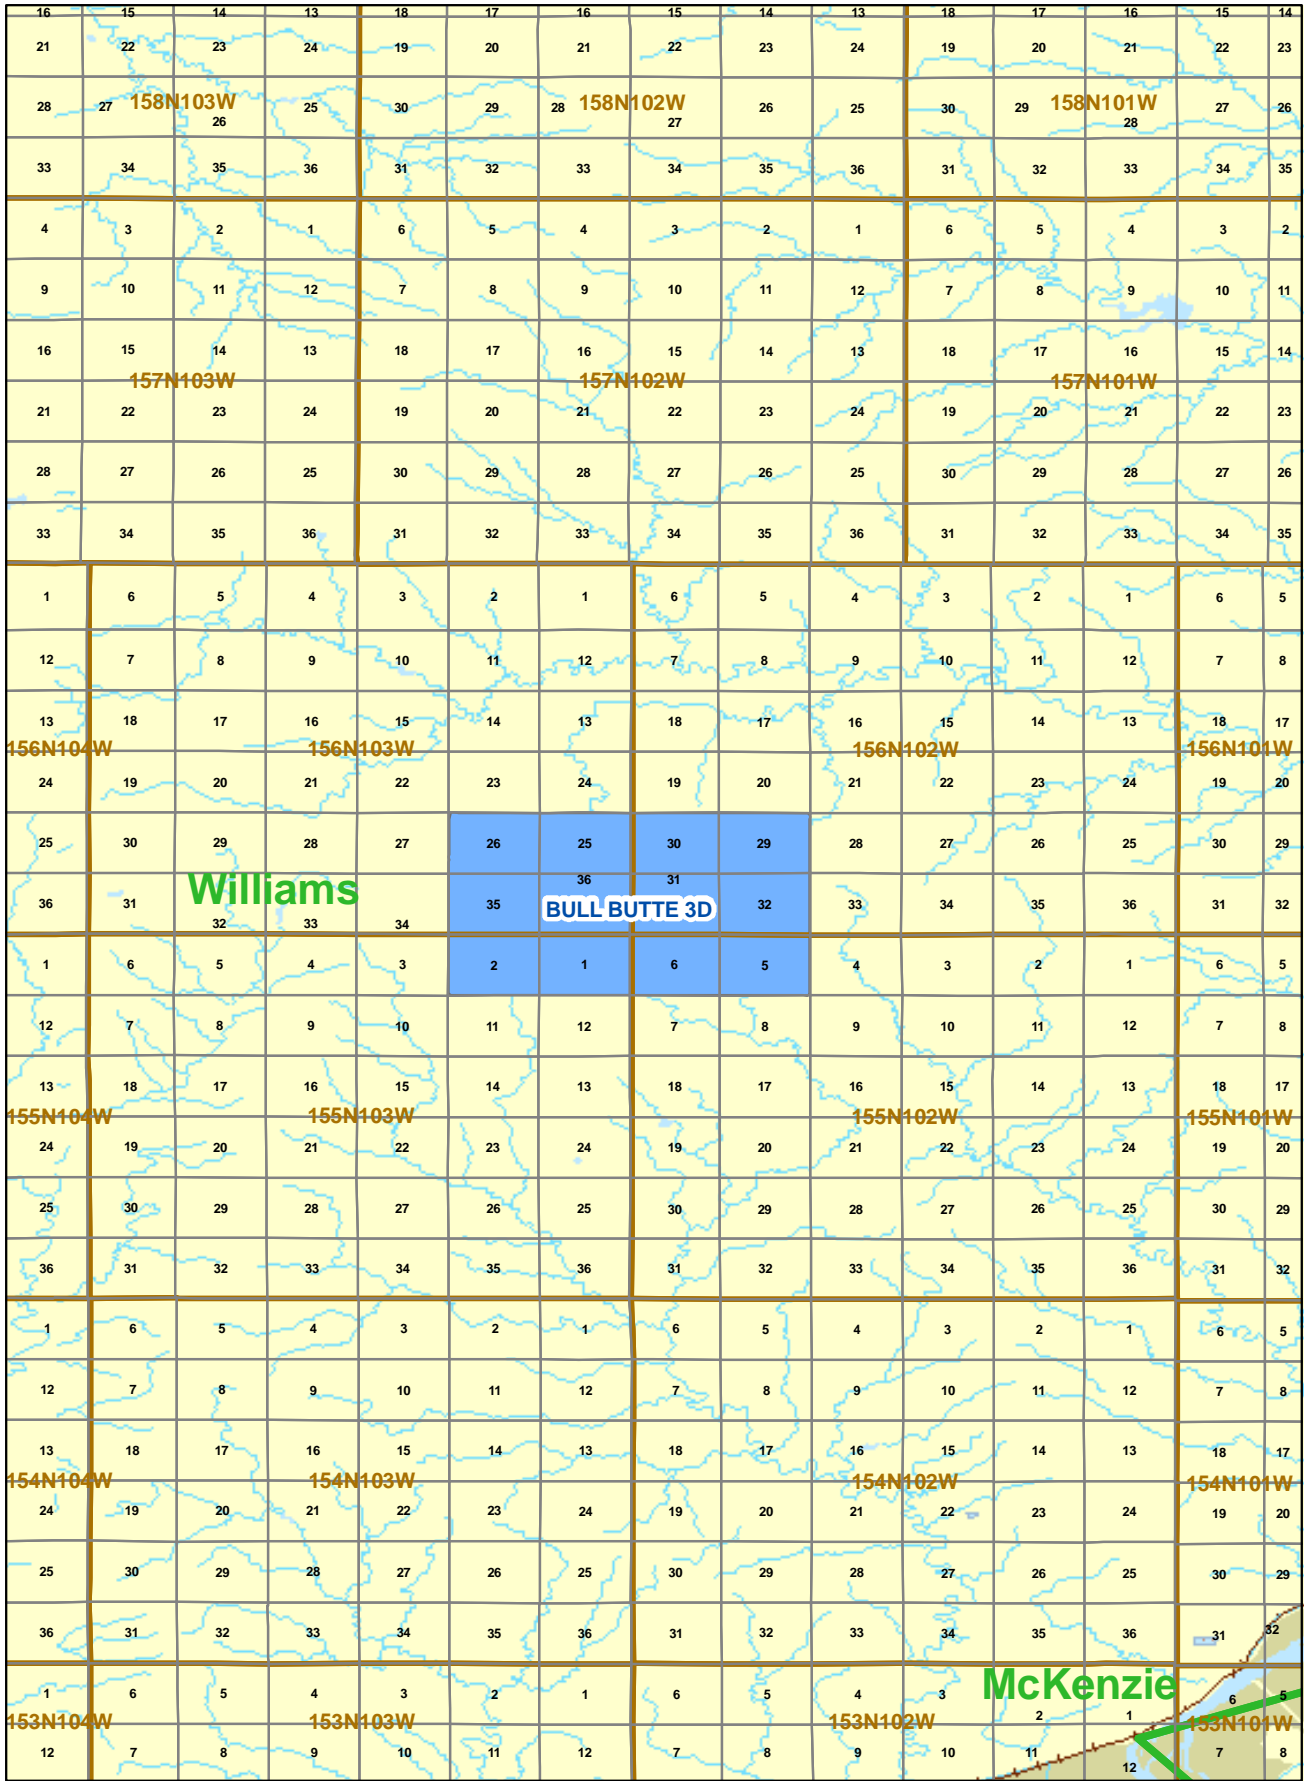 16 15 14 13 18 17 16 15 14 13 18 17 16 15 14
21 22 23 24 19 20 21 22 23 24 19 20 21 22 23
158N103W 158N102W 158N101W
28 27 26 25 30 29 28 27 26 25 30 29 28 27 26
33 34 35 36 31 32 33 34 35 36 31 32 33 34 35
4 3 2 1 6 5 4 3 2 1 6 5 4 3 2
9 10 11 12 7 8 9 10 11 12 7 8 9 10 11
16 15 14 13 18 17 16 15 14 13 18 17 16 15 14
157N103W 157N102W 157N101W
21 22 23 24 19 20 21 22 23 24 19 20 21 22 23
28 27 26 25 30 29 28 27 26 25 30 29 28 27 26
33 34 35 36 31 32 33 34 35 36 31 32 33 34 35
1 6 5 4 3 2 1 6 5 4 3 2 1 6 5
12 7 8 9 10 11 12 7 8 9 10 11 12 7 8
13 18 17 16 15 14 13 18 17 16 15 14 13 18 17
156N104W 156N103W 156N102W 156N101W
24 19 20 21 22 23 24 19 20 21 22 23 24 19 20
25 30 29 28 27 26 25 30 29 28 27 26 25 30 29
Williams
36 31 32 33 34 35 36 31 32 33 34 35 36 31 32
BULL BUTTE 3D
1 6 5 4 3 2 1 6 5 4 3 2 1 6 5
12 7 8 9 10 11 12 7 8 9 10 11 12 7 8
13 18 17 16 15 14 13 18 17 16 15 14 13 18 17
155N104W 155N103W 155N102W 155N101W
24 19 20 21 22 23 24 19 20 21 22 23 24 19 20
25 30 29 28 27 26 25 30 29 28 27 26 25 30 29
36 31 32 33 34 35 36 31 32 33 34 35 36 31 32
1 6 5 4 3 2 1 6 5 4 3 2 1 6 5
12 7 8 9 10 11 12 7 8 9 10 11 12 7 8
13 18 17 16 15 14 13 18 17 16 15 14 13 18 17
154N104W 154N103W 154N102W 154N101W
24 19 20 21 22 23 24 19 20 21 22 23 24 19 20
25 30 29 28 27 26 25 30 29 28 27 26 25 30 29
36 31 32 33 34 35 36 31 32 33 34 35 36 31 32
McKenzie
1 6 5 4 3 2 1 6 5 4 3 2 1 6 5
153N104W 153N103W 153N102W 153N101W
12 7 8 9 10 11 12 7 8 9 10 11 12 7 8